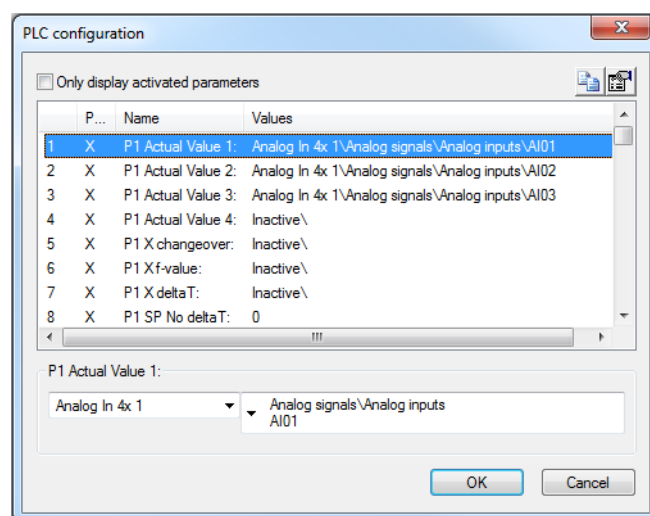 PLC configuration
Only display activated parameters
P... Name Values
1 X P1 Actual Value 1: Analog In 4x 1\Analog signals\Analog inputs\AI01
2 X P1 Actual Value 2: Analog In 4x 1\Analog signals\Analog inputs\AI02
3 X P1 Actual Value 3: Analog In 4x 1\Analog signals\Analog inputs\AI03
4 X P1 Actual Value 4: Inactive\
5 X P1 X changeover: Inactive\
6 X P1 X f-value: Inactive\
7 X P1 X deltaT: Inactive\
8 X P1 SP No deltaT: 0
P1 Actual Value 1:
Analog In 4x 1 Analog signals\Analog inputs
AI01
OK Cancel